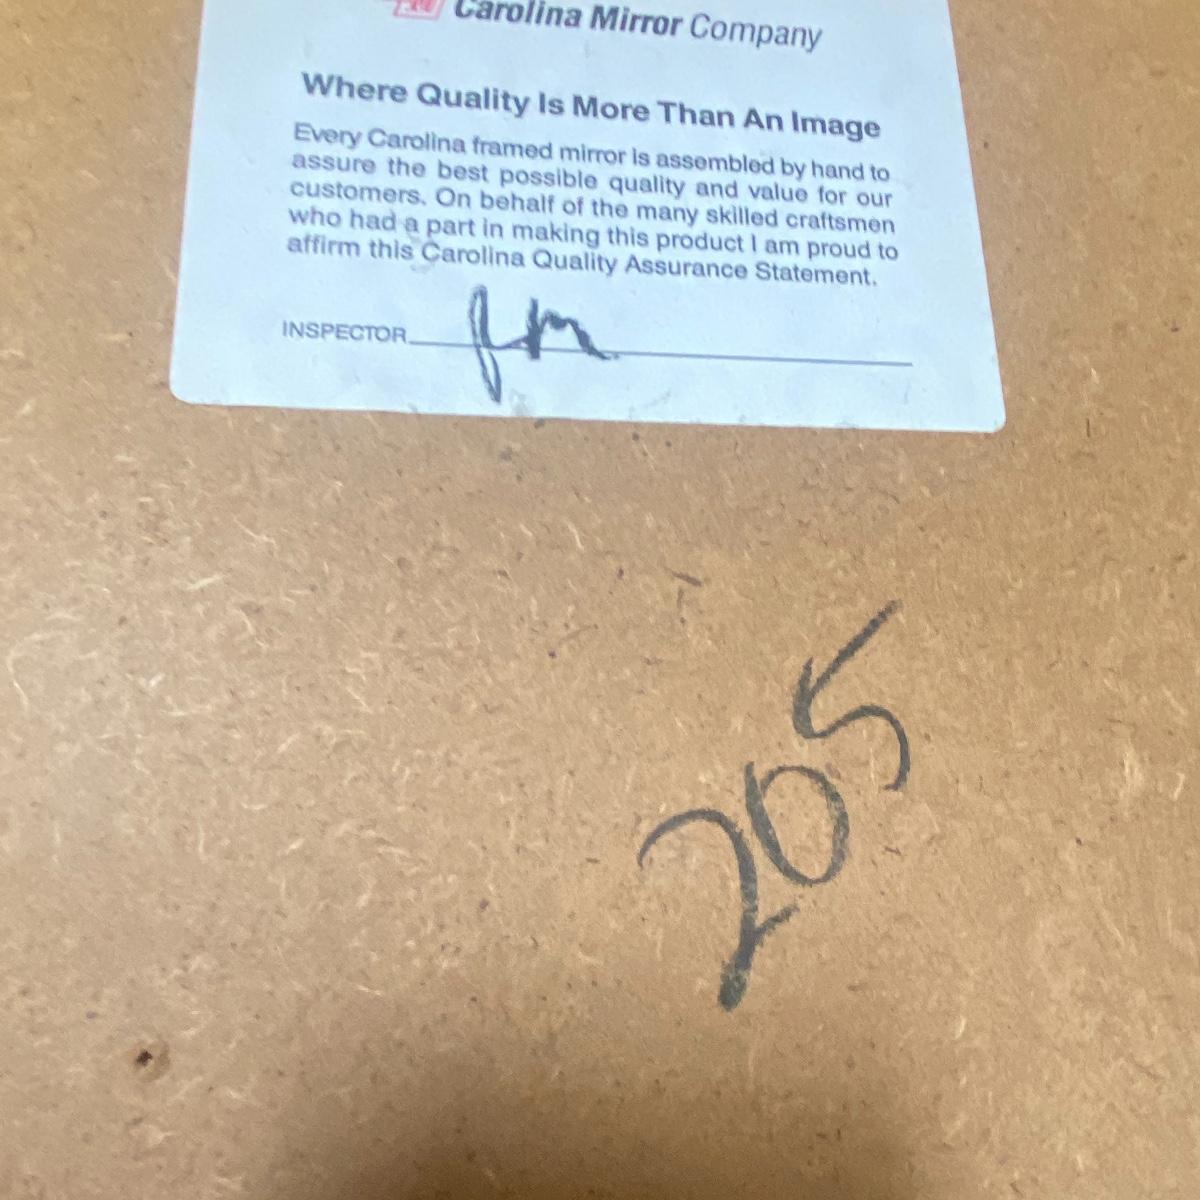 Carolina Mirror Company
Where Quality Is More Than An Image
Every Carolina framed mirror is assembled by hand to
assure the best possible quality and value for our
customers. On behalf of the many skilled craftsmen
who had a part in making this product I am proud to
affirm this Carolina Quality Assurance Statement.
INSPECTOR
205